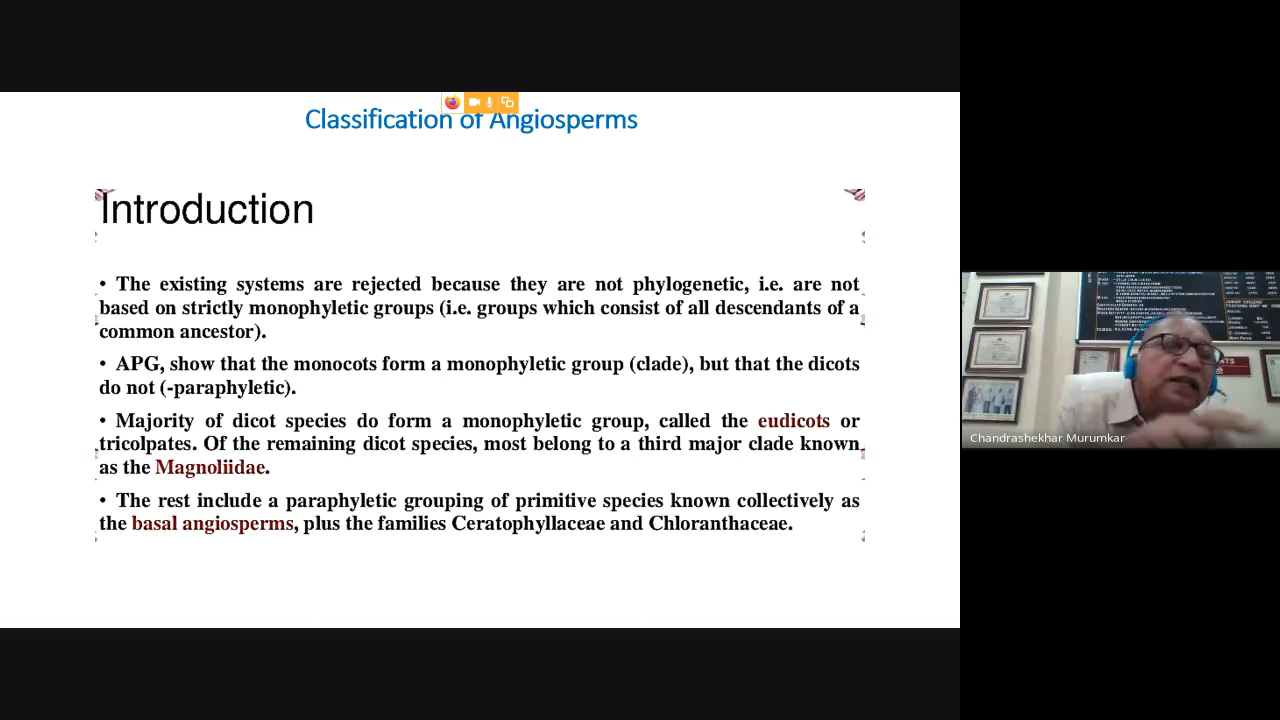 Classification of Angiosperms
Introduction
• The existing systems are rejected because they are not phylogenetic, i.e. are not
based on strictly monophyletic groups (i.e. groups which consist of all descendants of a
common ancestor).
• APG, show that the monocots form a monophyletic group (clade), but that the dicots
do not (-paraphyletic).
• Majority of dicot species do form a monophyletic group, called the eudicots or
tricolpates. Of the remaining dicot species, most belong to a third major clade known
as the Magnoliidae.
• The rest include a paraphyletic grouping of primitive species known collectively as
the basal angiosperms, plus the families Ceratophyllaceae and Chloranthaceae.
Chandrashekhar Murumkar